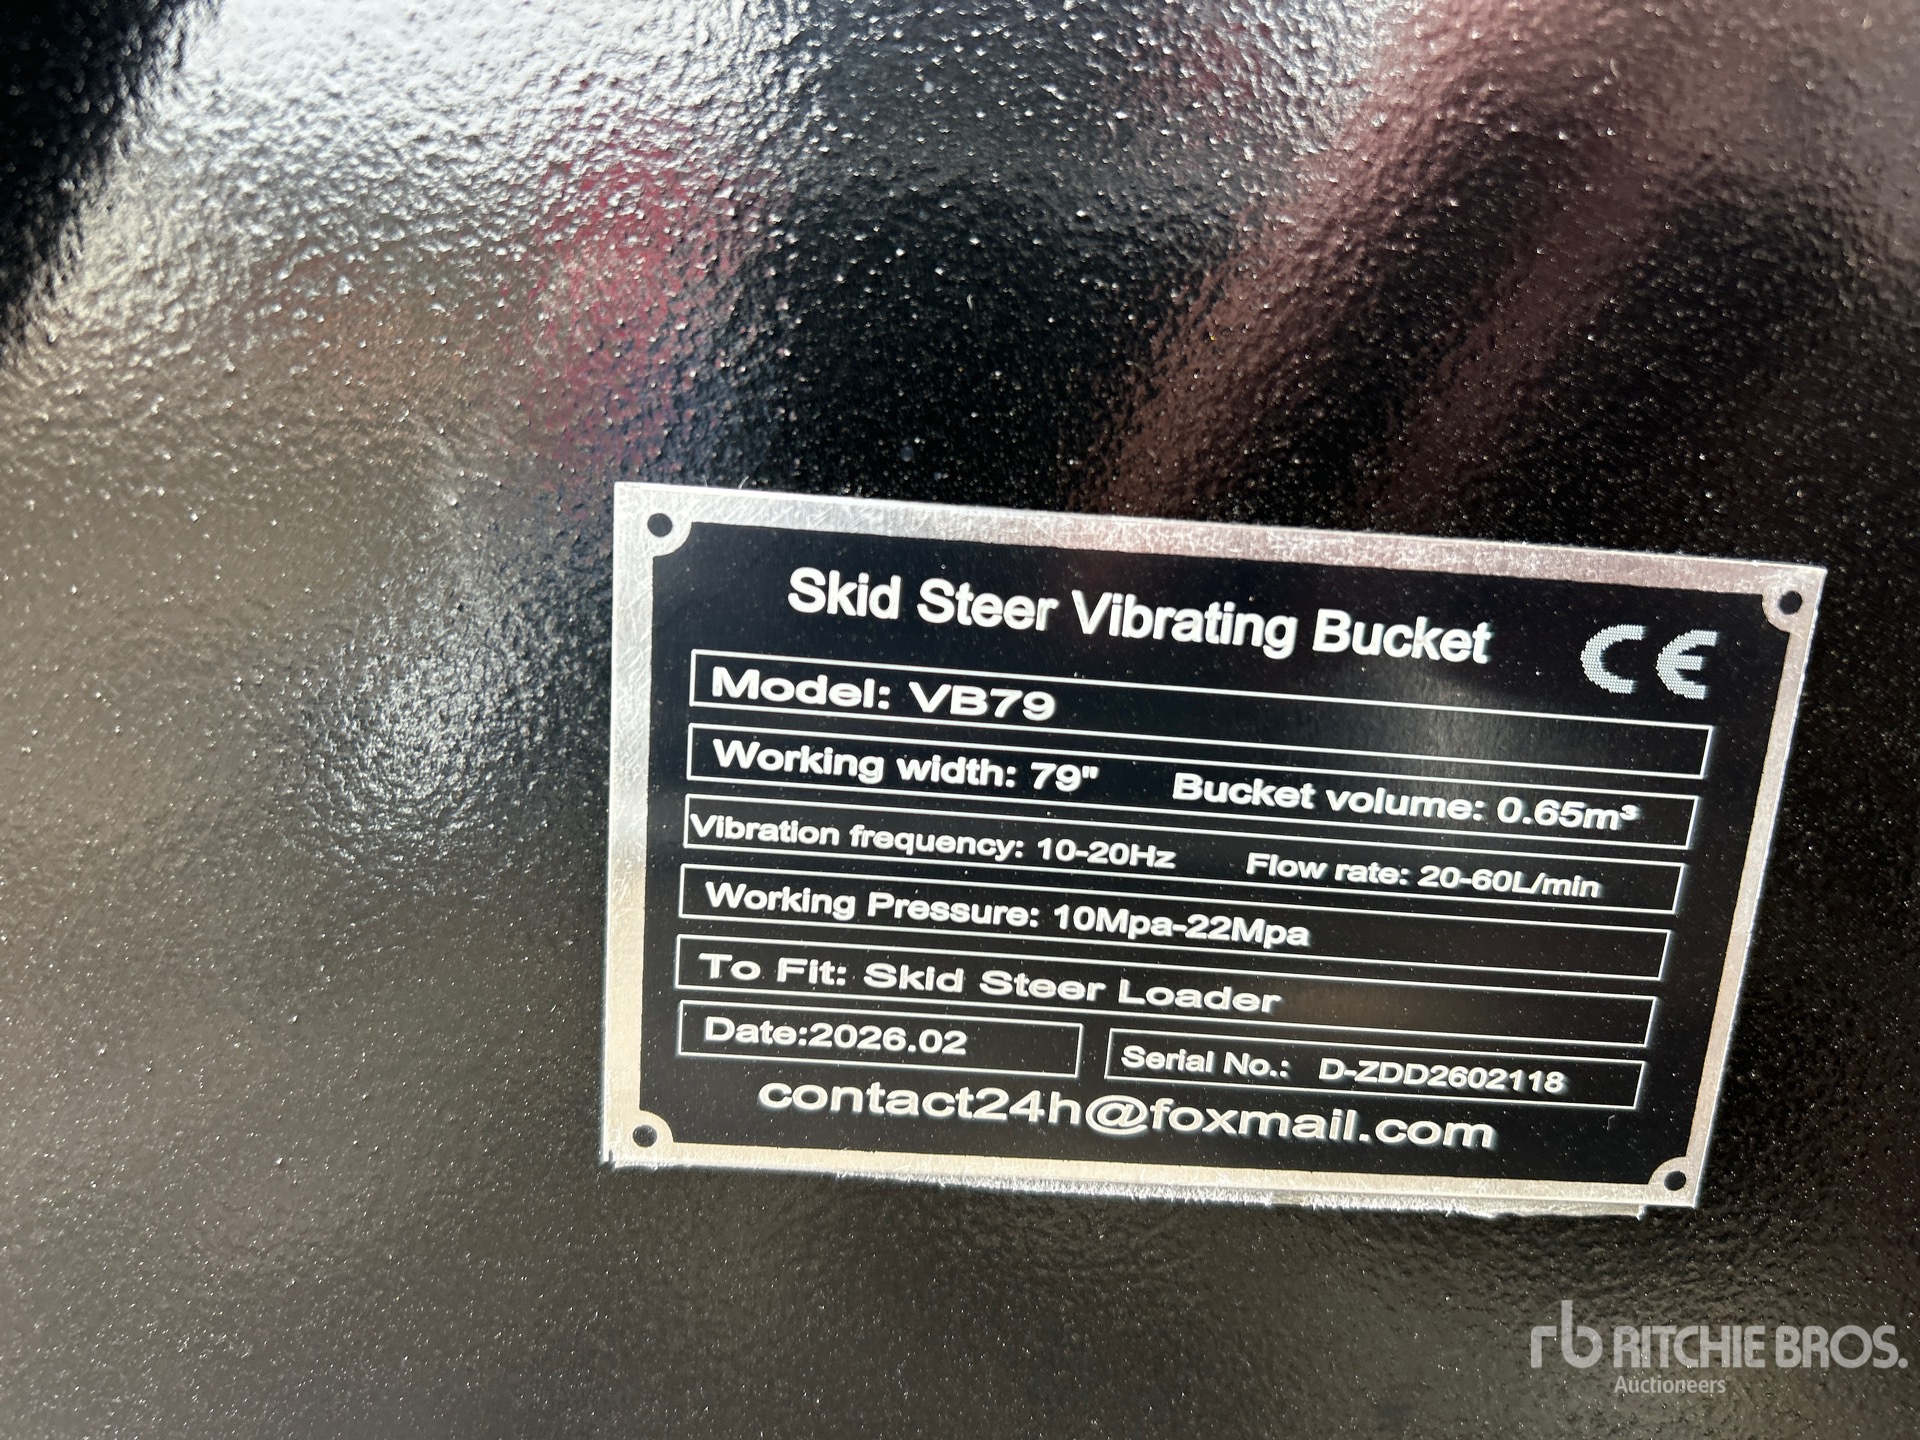 Skid Steer Vibrating Bucket CE
Model: VB79
Working width: 79" Bucket volume: 0.65m³
Vibration frequency: 10-20Hz Flow rate: 20-60L/min
Working Pressure: 10Mpa-22Mpa
To Fit: Skid Steer Loader
Date:2026.02 Serial No.: D-ZDD2602118
contact24h@foxmail.com
rb RITCHIE BROS.
Auctioneers